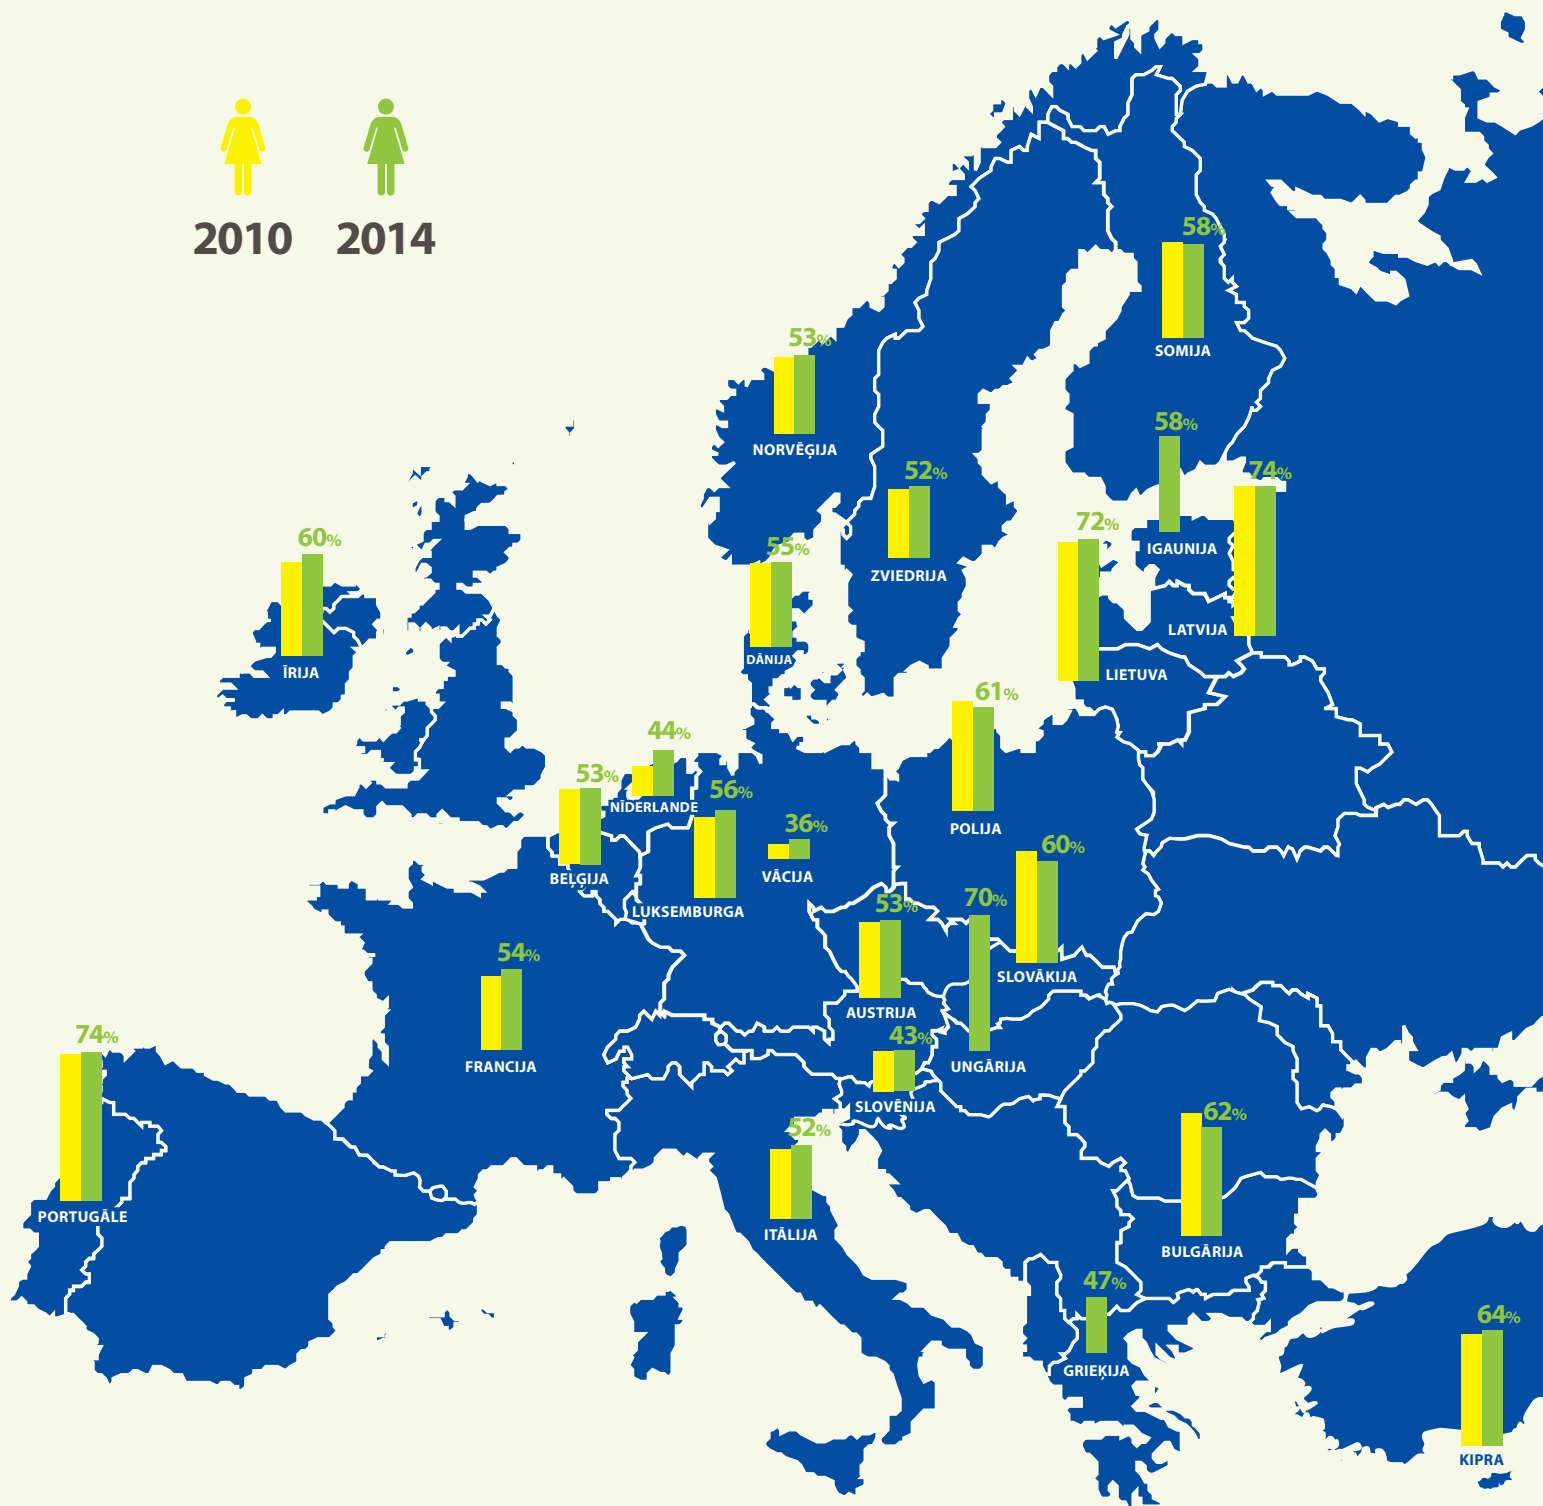 2010 2014
58%
SOMIJA
53%
NORVĒĢIJA
58%
IGAUNIJA
52%
ZVIEDRIJA
74%
LATVIJA
72%
LIETUVA
60%
ĪRIJA
55%
DĀNIJA
61%
POLIJA
44%
NĪDERLANDE
53%
BEĻĢIJA
56%
LUKSEMBURGA
36%
VĀCIJA
60%
SLOVĀKIJA
53%
AUSTRIJA
70%
UNGĀRIJA
54%
FRANCIJA
43%
SLOVĒNIJA
74%
PORTUGĀLE
52%
ITĀLIJA
62%
BULGĀRIJA
47%
GRIEĶIJA
64%
KIPRA